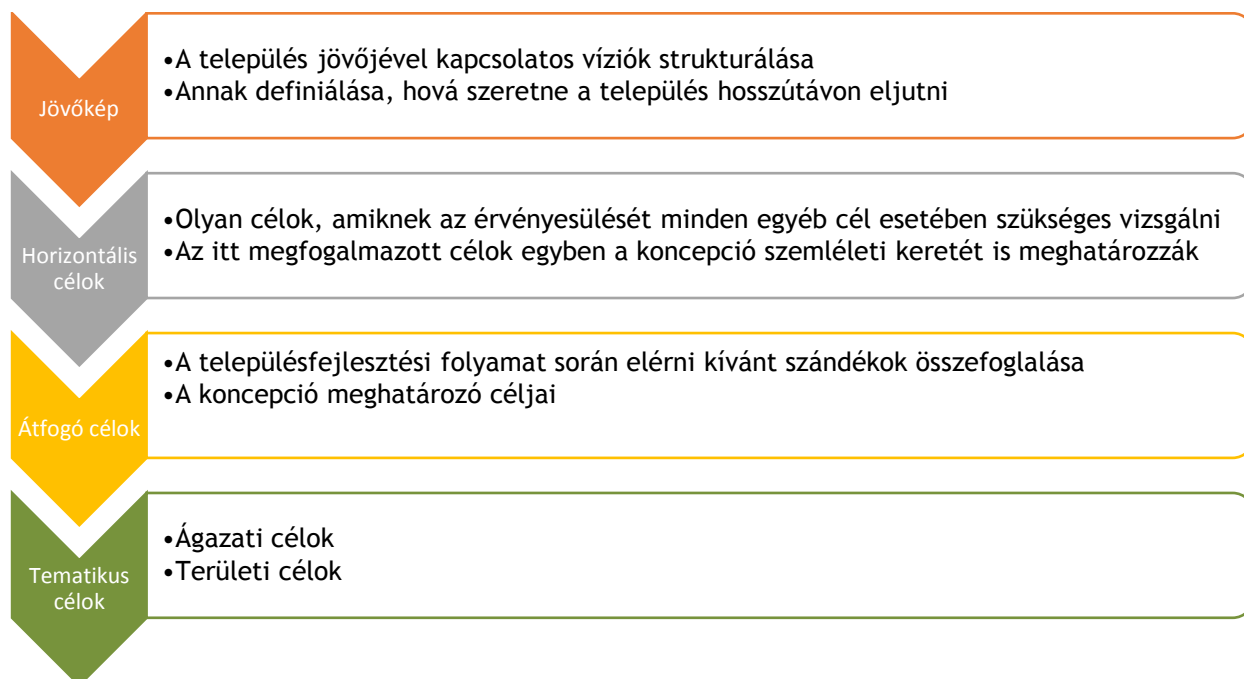 Jövőkép
•A település jövőjével kapcsolatos víziók strukturálása
•Annak definiálása, hová szeretne a település hosszútávon eljutni
Horizontális
célok
•Olyan célok, amiknek az érvényesülését minden egyéb cél esetében szükséges vizsgálni
•Az itt megfogalmazott célok egyben a koncepció szemléleti keretét is meghatározzák
Átfogó célok
•A településfejlesztési folyamat során elérni kívánt szándékok összefoglalása
•A koncepció meghatározó céljai
Tematikus
célok
•Ágazati célok
•Területi célok